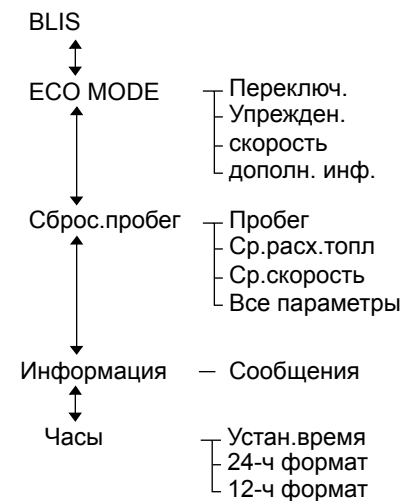 BLIS
ECO MODE
Переключ.
Упрежден.
скорость
дополн. инф.
Сброс.пробег
Пробег
Ср.расх.топл
Ср.скорость
Все параметры
Информация
Сообщения
Часы
Устан.время
24-ч формат
12-ч формат